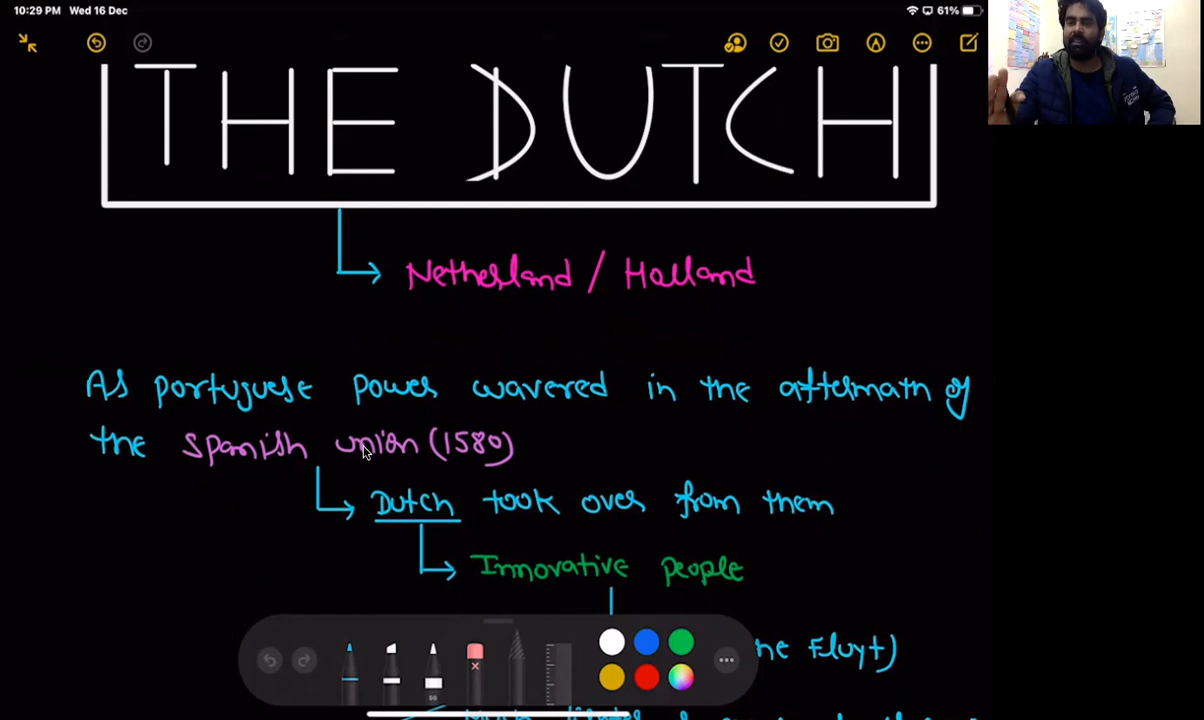 10:29 PM Wed 16 Dec 61%
THE DUTCH
Netherland / Holland
As portuguese power wavered in the aftermath of
the Spanish union (1580)
Dutch took over from them
Innovative people
he Fluyt)